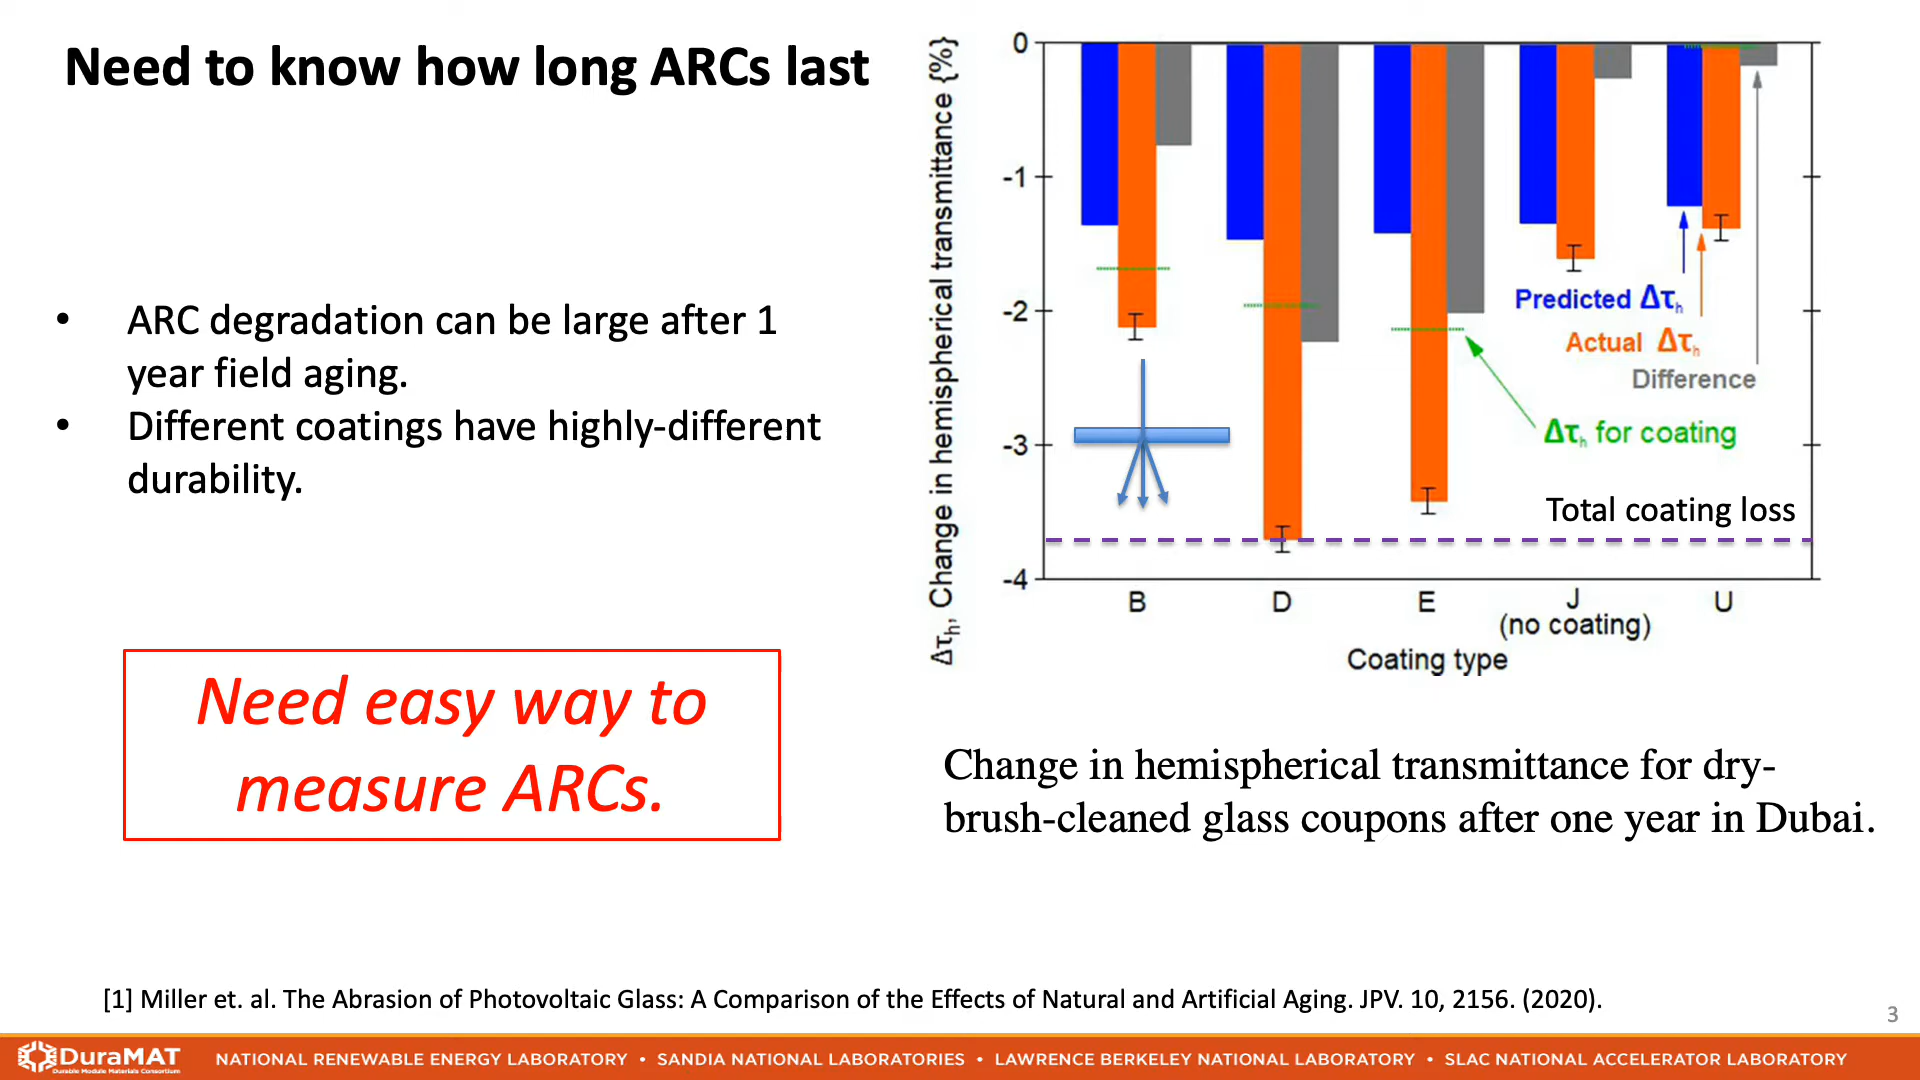 Need to know how long ARCs last
• ARC degradation can be large after 1
year field aging.
• Different coatings have highly-different
durability.
Need easy way to
measure ARCs.
Δτh, Change in hemispherical transmittance {%}
0
-1
-2
-3
-4
Predicted Δτh
Actual Δτh
Difference
Δτh for coating
Total coating loss
B D E J U
(no coating)
Coating type
Change in hemispherical transmittance for dry-
brush-cleaned glass coupons after one year in Dubai.
[1] Miller et. al. The Abrasion of Photovoltaic Glass: A Comparison of the Effects of Natural and Artificial Aging. JPV. 10, 2156. (2020).
3
DuraMAT
Durable Module Materials Consortium
NATIONAL RENEWABLE ENERGY LABORATORY • SANDIA NATIONAL LABORATORIES • LAWRENCE BERKELEY NATIONAL LABORATORY • SLAC NATIONAL ACCELERATOR LABORATORY